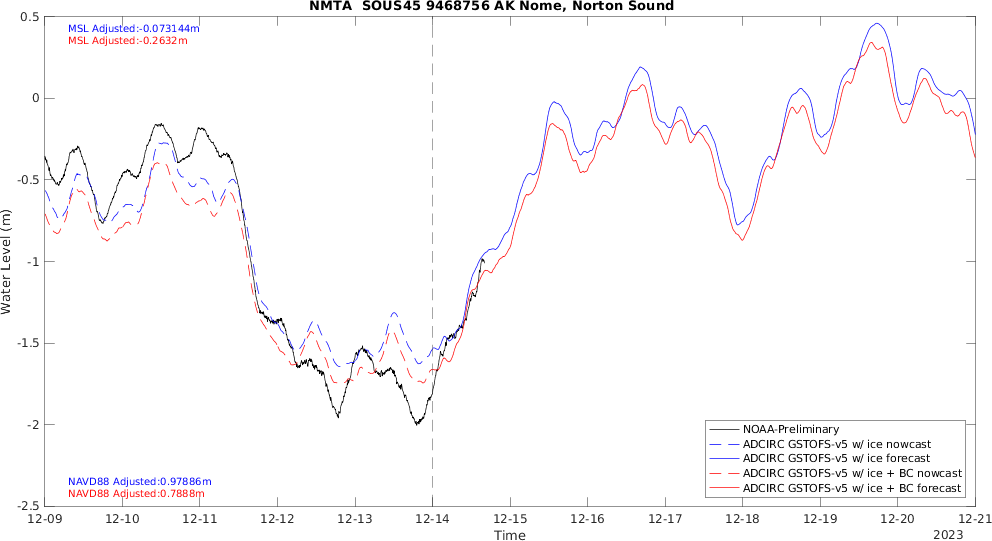 NMTA  SOUS45 9468756 AK Nome, Norton Sound
MSL Adjusted:-0.073144m
MSL Adjusted:-0.2632m
0.5
0
-0.5
-1
-1.5
-2
-2.5
Water Level (m)
NOAA-Preliminary
ADCIRC GSTOFS-v5 w/ ice nowcast
ADCIRC GSTOFS-v5 w/ ice forecast
ADCIRC GSTOFS-v5 w/ ice + BC nowcast
ADCIRC GSTOFS-v5 w/ ice + BC forecast
NAVD88 Adjusted:0.97886m
NAVD88 Adjusted:0.7888m
12-09 12-10 12-11 12-12 12-13 12-14 12-15 12-16 12-17 12-18 12-19 12-20 12-21
Time
2023